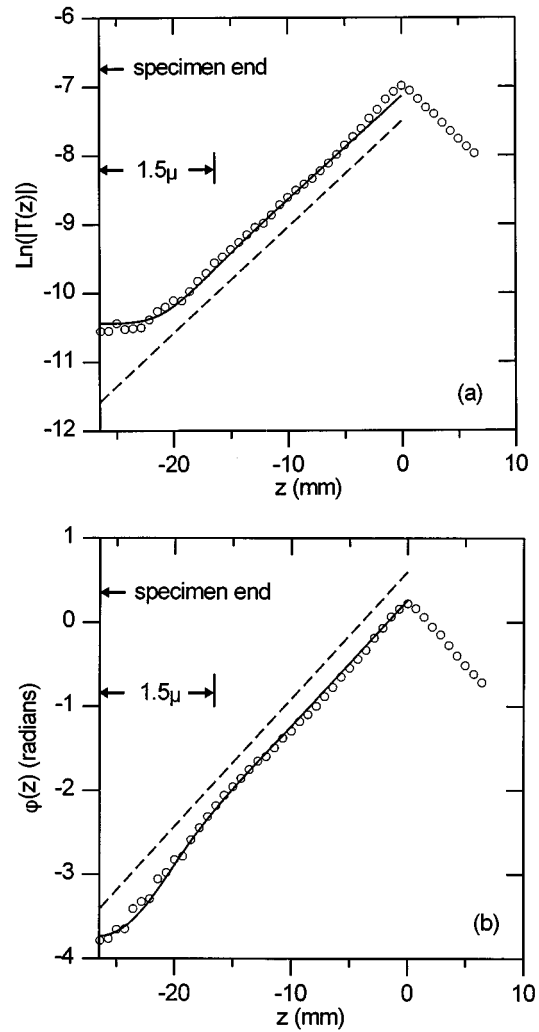 -6
-7
-8
-9
-10
-11
-12
Ln(|T(z)|)
specimen end
1.5μ
(a)
-20 -10 0 10
z (mm)
1
0
-1
-2
-3
-4
φ(z) (radians)
specimen end
1.5μ
(b)
-20 -10 0 10
z (mm)